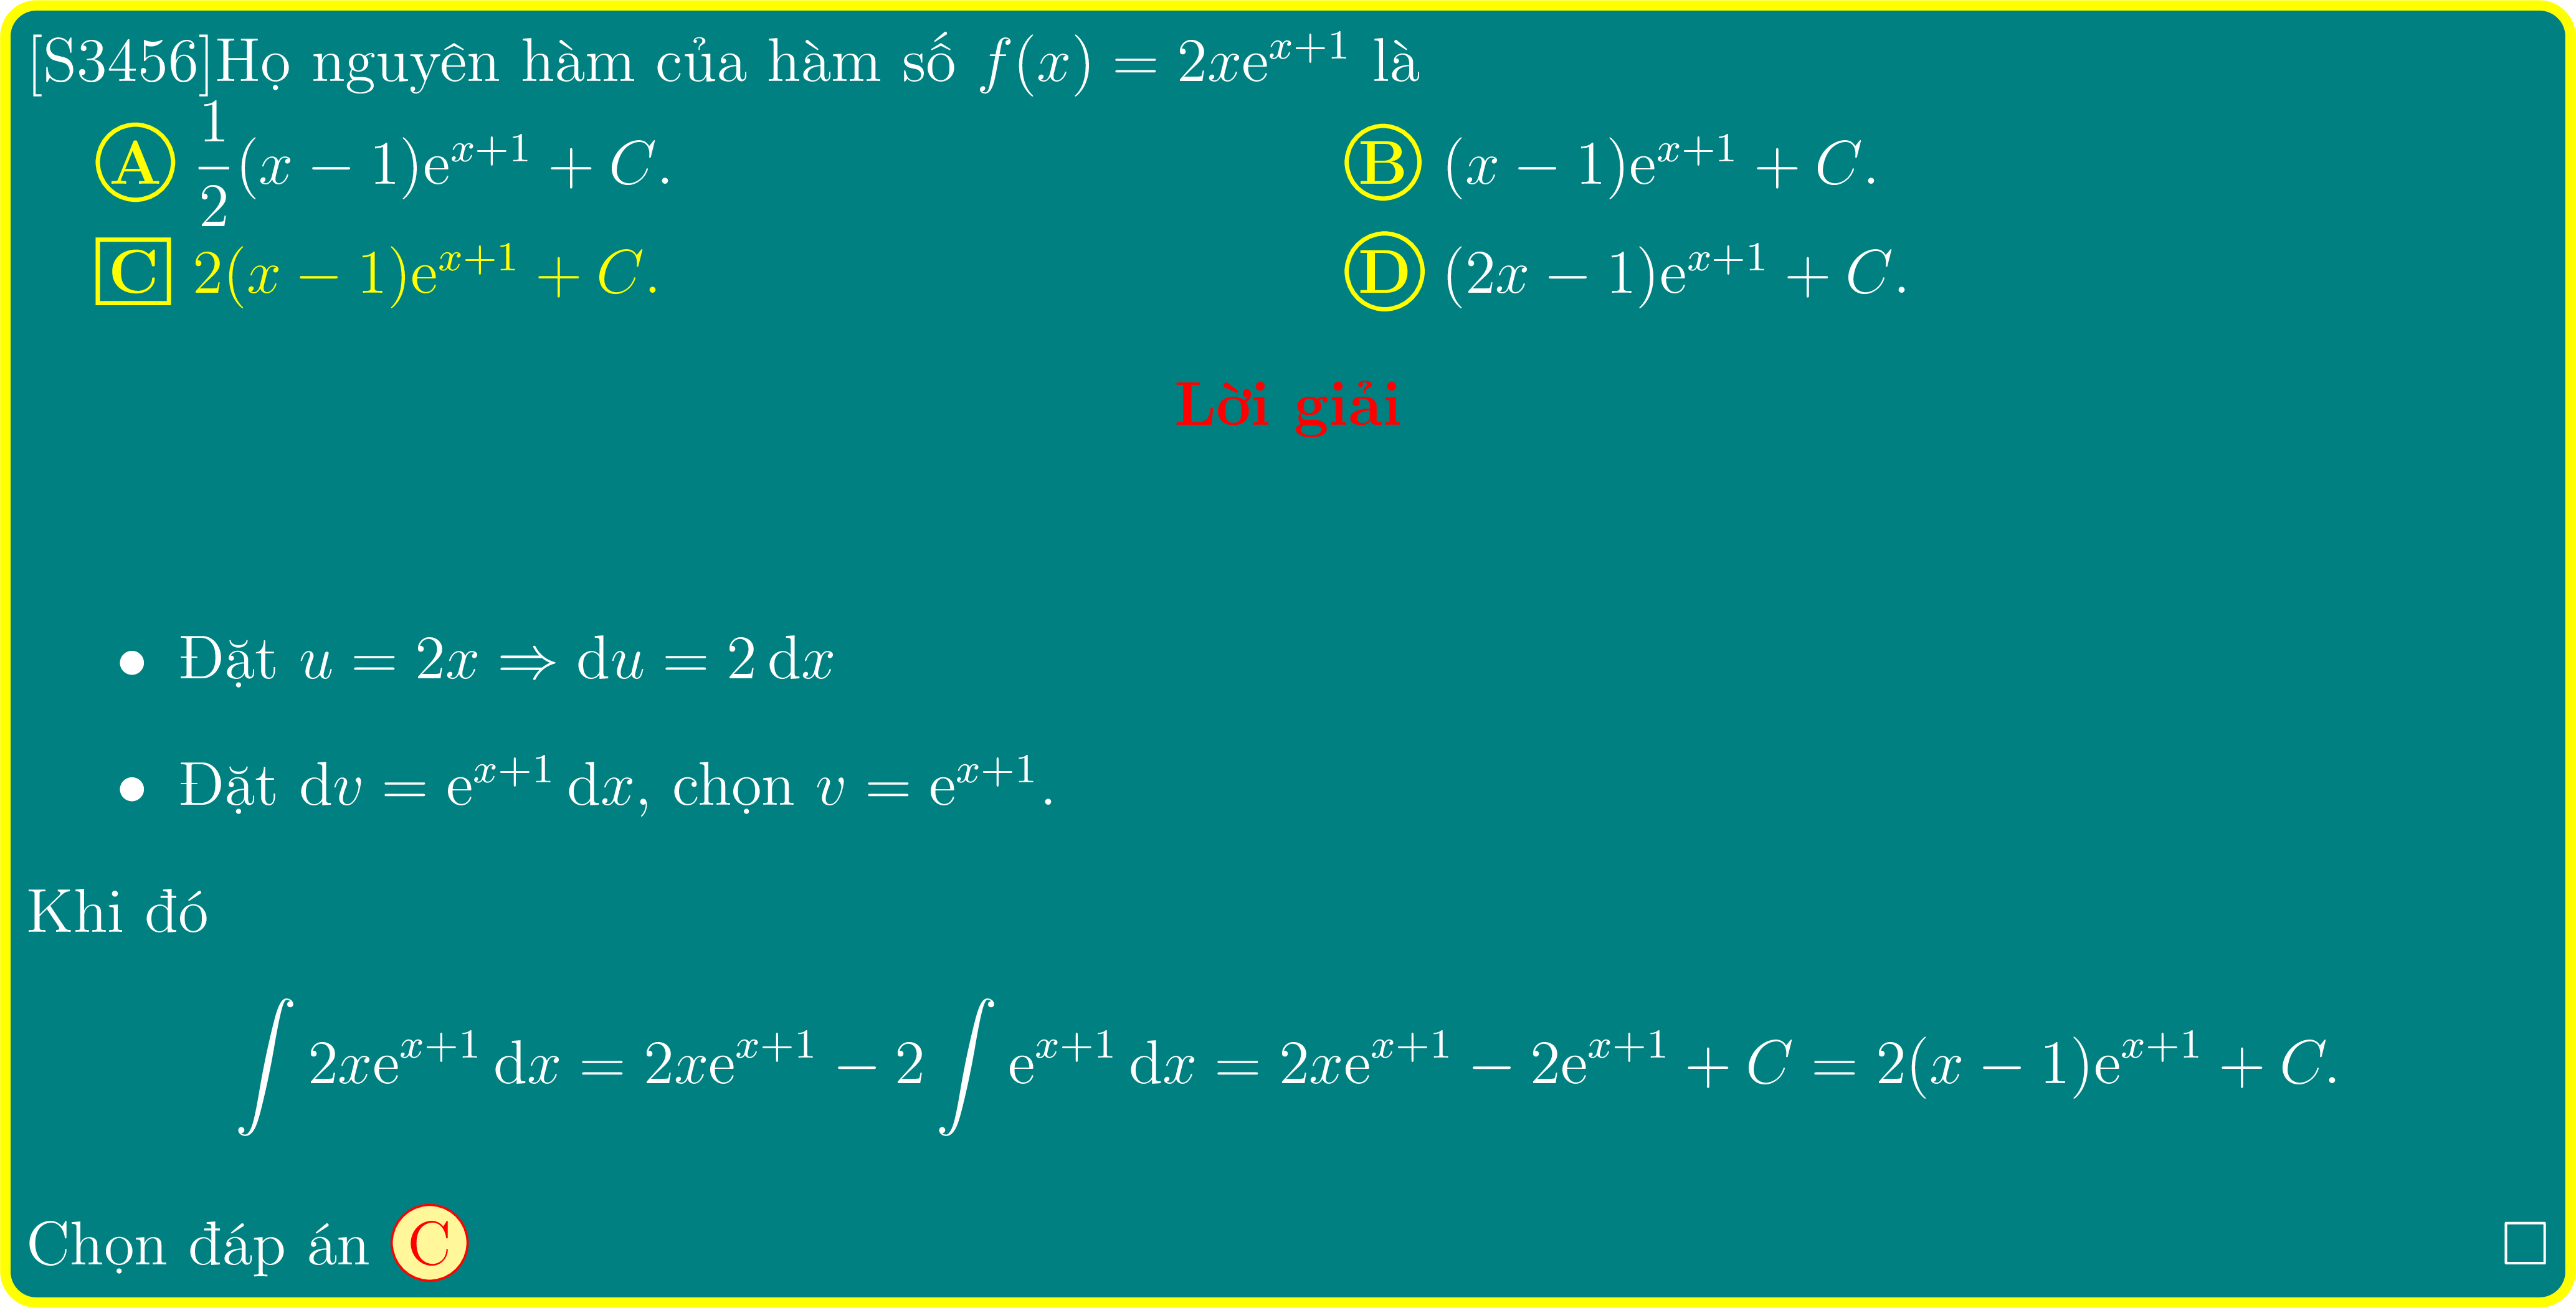 [S3456]Họ nguyên hàm của hàm số $f(x) = 2x\mathrm{e}^{x+1}$ là
A $\frac{1}{2}(x-1)\mathrm{e}^{x+1} + C.$ B $(x-1)\mathrm{e}^{x+1} + C.$
C $2(x-1)\mathrm{e}^{x+1} + C.$ D $(2x-1)\mathrm{e}^{x+1} + C.$
Lời giải
• Đặt $u = 2x \Rightarrow \mathrm{d}u = 2\,\mathrm{d}x$
• Đặt $\mathrm{d}v = \mathrm{e}^{x+1}\,\mathrm{d}x$, chọn $v = \mathrm{e}^{x+1}$.
Khi đó
$\int 2x\mathrm{e}^{x+1}\,\mathrm{d}x = 2x\mathrm{e}^{x+1} - 2\int \mathrm{e}^{x+1}\,\mathrm{d}x = 2x\mathrm{e}^{x+1} - 2\mathrm{e}^{x+1} + C = 2(x-1)\mathrm{e}^{x+1} + C.$
Chọn đáp án C □